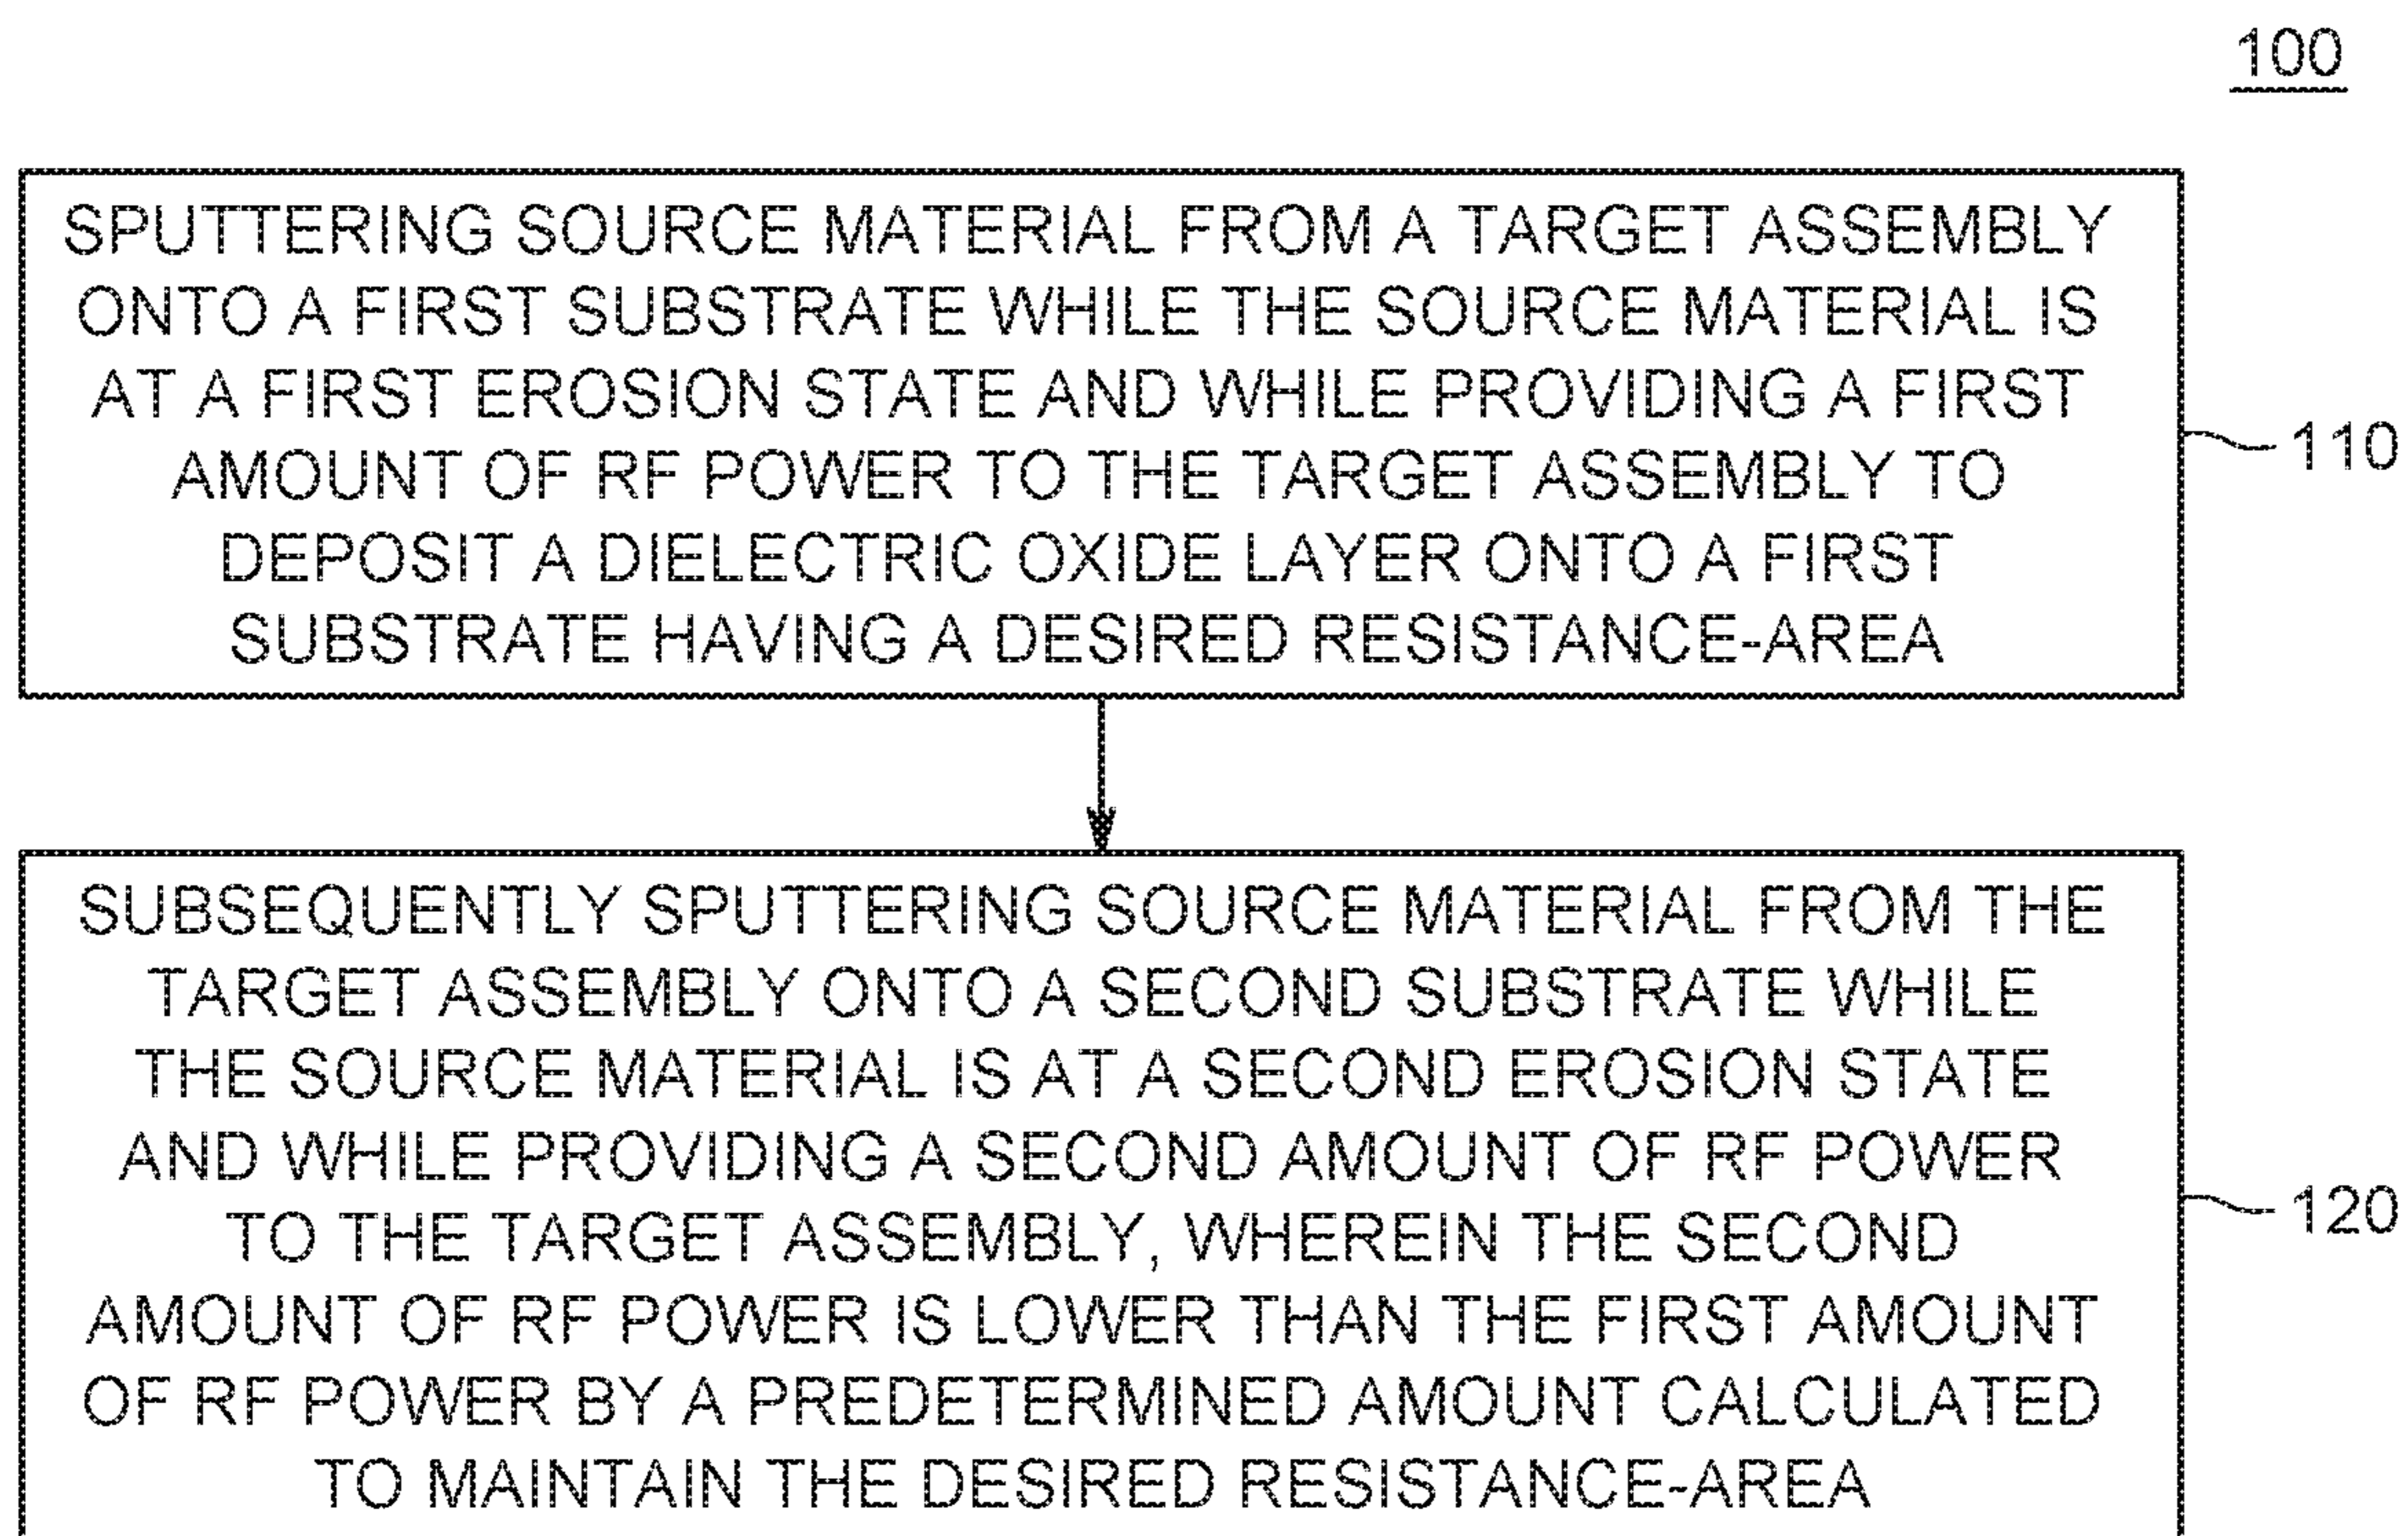 100
SPUTTERING SOURCE MATERIAL FROM A TARGET ASSEMBLY
ONTO A FIRST SUBSTRATE WHILE THE SOURCE MATERIAL IS
AT A FIRST EROSION STATE AND WHILE PROVIDING A FIRST
AMOUNT OF RF POWER TO THE TARGET ASSEMBLY TO
DEPOSIT A DIELECTRIC OXIDE LAYER ONTO A FIRST
SUBSTRATE HAVING A DESIRED RESISTANCE-AREA
110
SUBSEQUENTLY SPUTTERING SOURCE MATERIAL FROM THE
TARGET ASSEMBLY ONTO A SECOND SUBSTRATE WHILE
THE SOURCE MATERIAL IS AT A SECOND EROSION STATE
AND WHILE PROVIDING A SECOND AMOUNT OF RF POWER
TO THE TARGET ASSEMBLY, WHEREIN THE SECOND
AMOUNT OF RF POWER IS LOWER THAN THE FIRST AMOUNT
OF RF POWER BY A PREDETERMINED AMOUNT CALCULATED
TO MAINTAIN THE DESIRED RESISTANCE-AREA
120